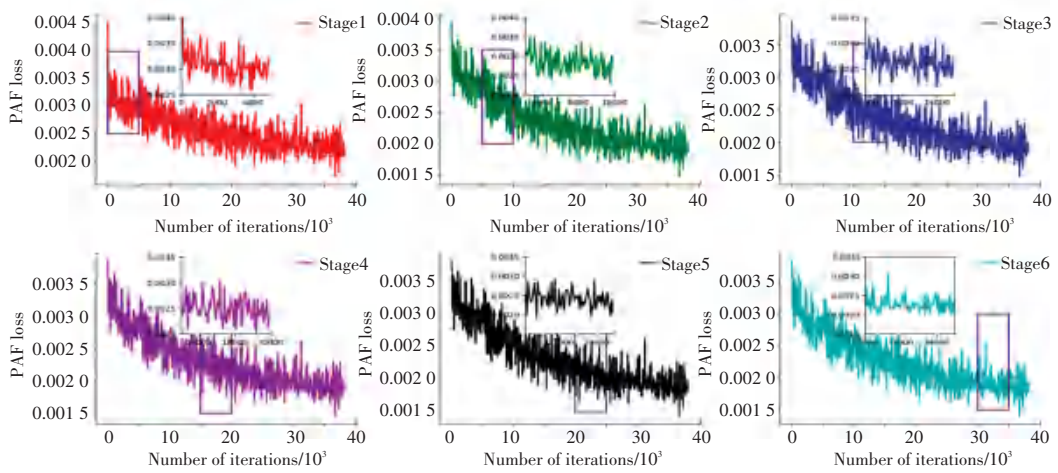 Stage1
0.004 5
0.004 0
0.003 5
0.003 0
0.002 5
0.002 0
PAF loss
0 10 20 30 40
Number of iterations/10³
Stage2
0.004 0
0.003 5
0.003 0
0.002 5
0.002 0
0.001 5
PAF loss
0 10 20 30 40
Number of iterations/10³
Stage3
0.003 5
0.003 0
0.002 5
0.002 0
0.001 5
PAF loss
0 10 20 30 40
Number of iterations/10³
Stage4
0.003 5
0.003 0
0.002 5
0.002 0
0.001 5
PAF loss
0 10 20 30 40
Number of iterations/10³
Stage5
0.003 5
0.003 0
0.002 5
0.002 0
0.001 5
PAF loss
0 10 20 30 40
Number of iterations/10³
Stage6
0.003 5
0.003 0
0.002 5
0.002 0
0.001 5
PAF loss
0 10 20 30 40
Number of iterations/10³